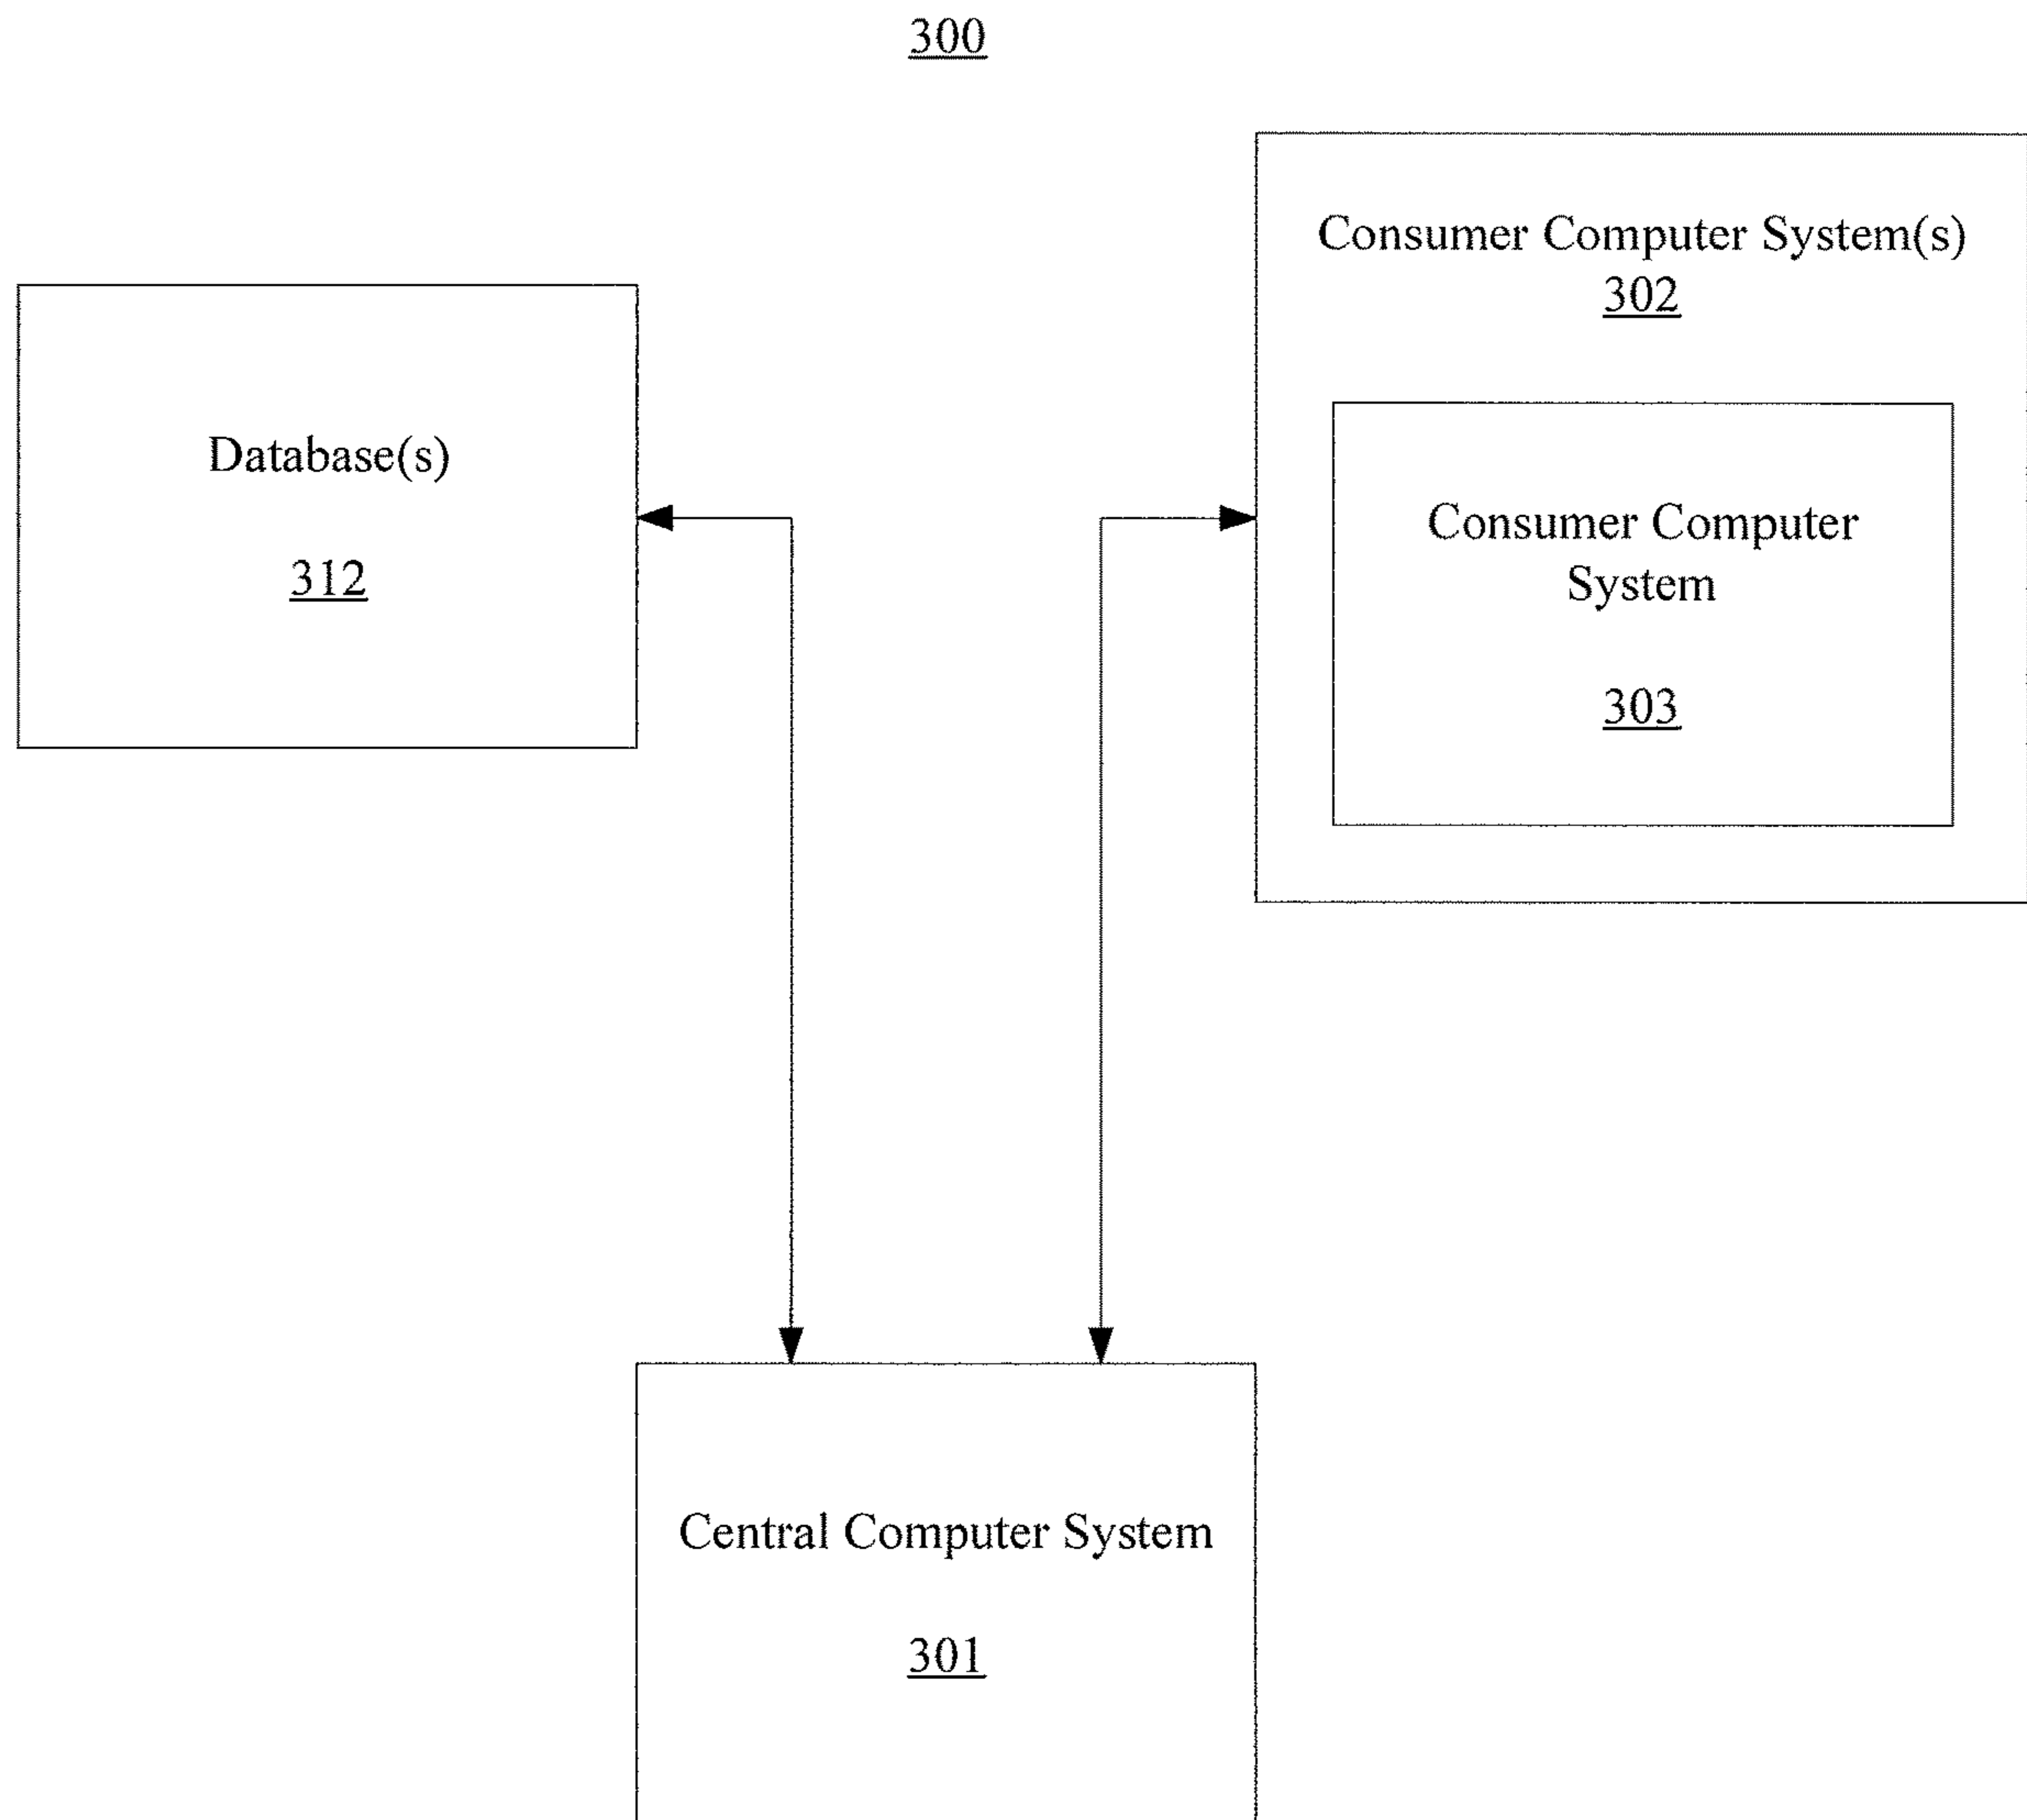 300
Consumer Computer System(s)
302
Database(s)
312
Consumer Computer
System
303
Central Computer System
301